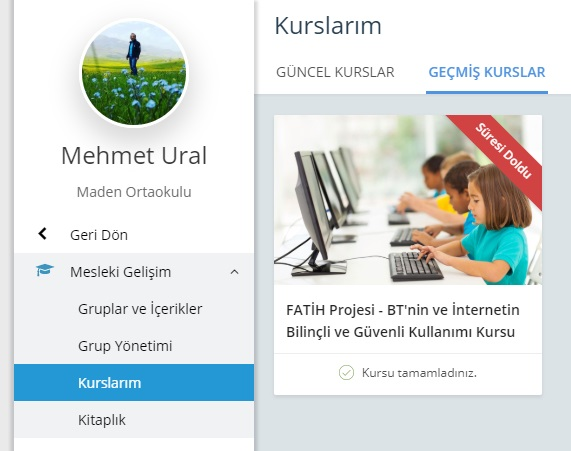 Mehmet Ural
Maden Ortaokulu
Geri Dön
Mesleki Gelişim
Gruplar ve İçerikler
Grup Yönetimi
Kurslarım
Kitaplık
Kurslarım
GÜNCEL KURSLAR
GEÇMİŞ KURSLAR
Süresi Doldu
FATİH Projesi - BT'nin ve İnternetin
Bilinçli ve Güvenli Kullanımı Kursu
Kursu tamamladınız.